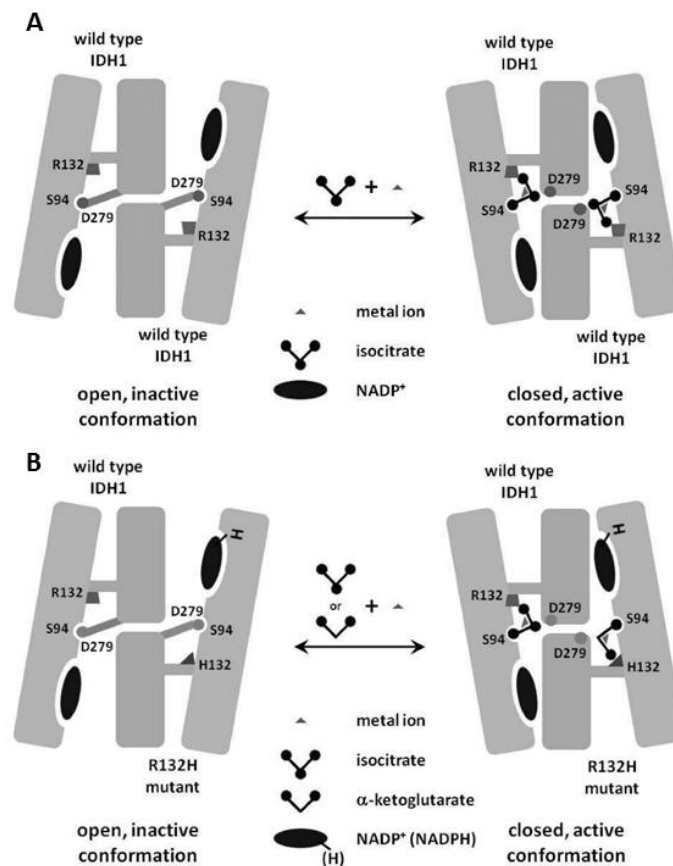 A
wild type
IDH1
wild type
IDH1
R132
D279
S94
S94
D279
R132
+
R132
D279
S94
S94
D279
R132
metal ion
isocitrate
NADP⁺
wild type
IDH1
wild type
IDH1
open, inactive
conformation
closed, active
conformation
B
wild type
IDH1
wild type
IDH1
H
H
R132
D279
S94
S94
D279
H132
or +
R132
D279
S94
S94
D279
H132
metal ion
isocitrate
α-ketoglutarate
NADP⁺ (NADPH)
(H)
R132H
mutant
R132H
mutant
open, inactive
conformation
closed, active
conformation